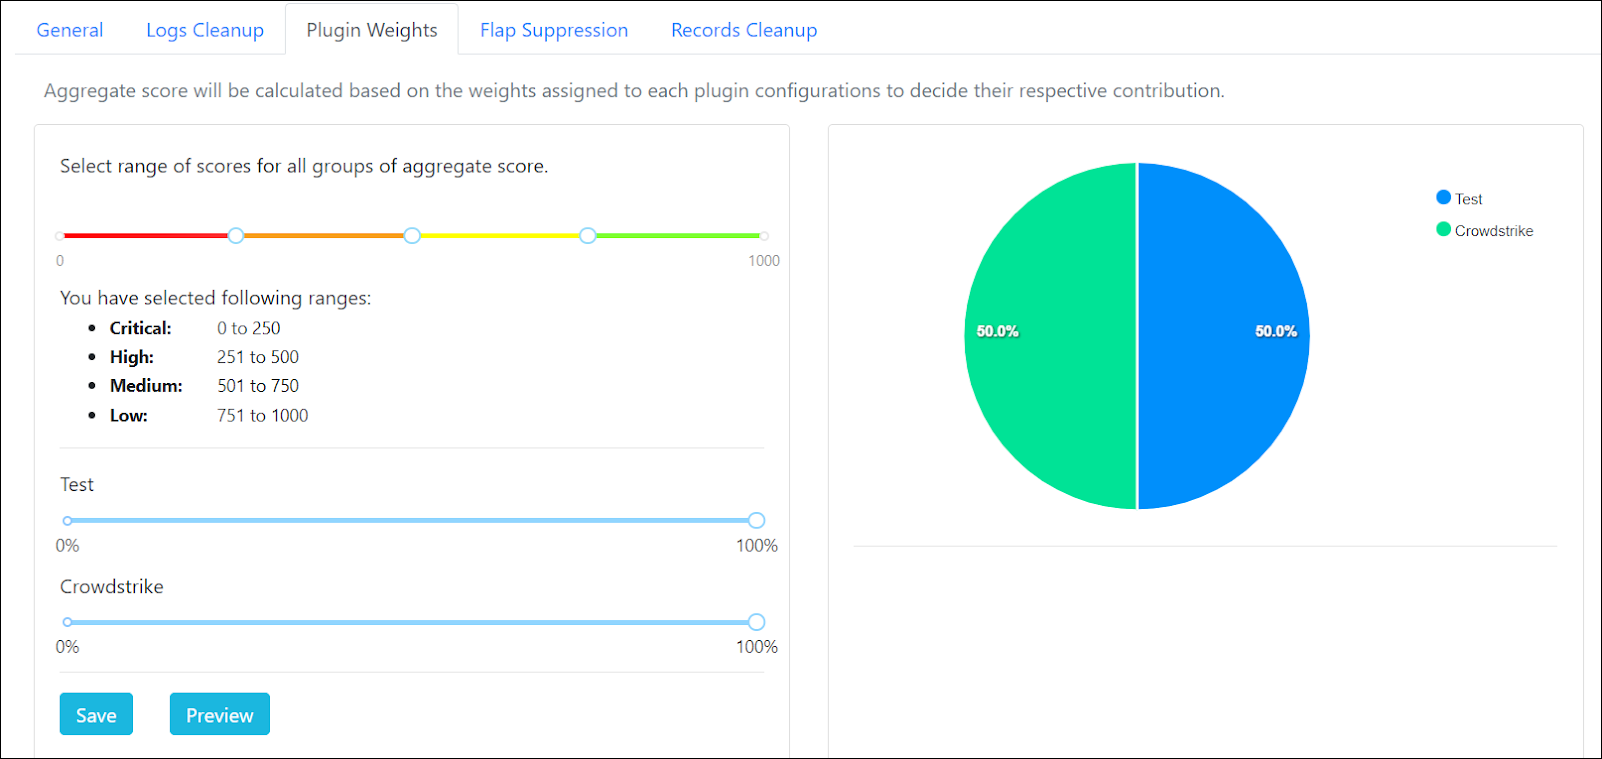 General Logs Cleanup Plugin Weights Flap Suppression Records Cleanup
Aggregate score will be calculated based on the weights assigned to each plugin configurations to decide their respective contribution.
Select range of scores for all groups of aggregate score.
0 1000
You have selected following ranges:
Critical: 0 to 250
High: 251 to 500
Medium: 501 to 750
Low: 751 to 1000
Test
0% 100%
Crowdstrike
0% 100%
Save Preview
50.0% 50.0%
Test
Crowdstrike